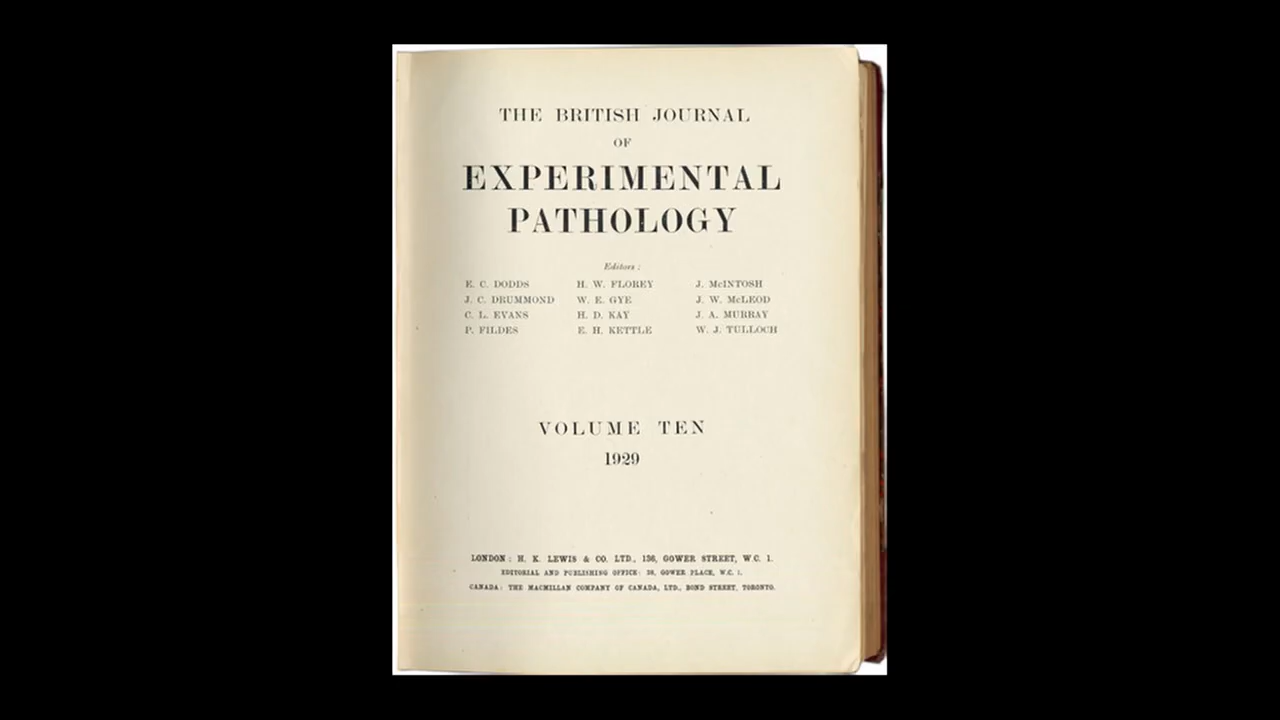 THE BRITISH JOURNAL
OF
EXPERIMENTAL
PATHOLOGY
Editors :
E. C. DODDS H. W. FLOREY J. McINTOSH
J. C. DRUMMOND W. E. GYE J. W. McLEOD
C. L. EVANS H. D. KAY J. A. MURRAY
P. FILDES E. H. KETTLE W. J. TULLOCH
VOLUME TEN
1929
LONDON : H. K. LEWIS & CO. LTD., 136, GOWER STREET, W.C. 1.
EDITORIAL AND PUBLISHING OFFICE: 28, GOWER PLACE, W.C. 1.
CANADA: THE MACMILLAN COMPANY OF CANADA, LTD., BOND STREET, TORONTO.